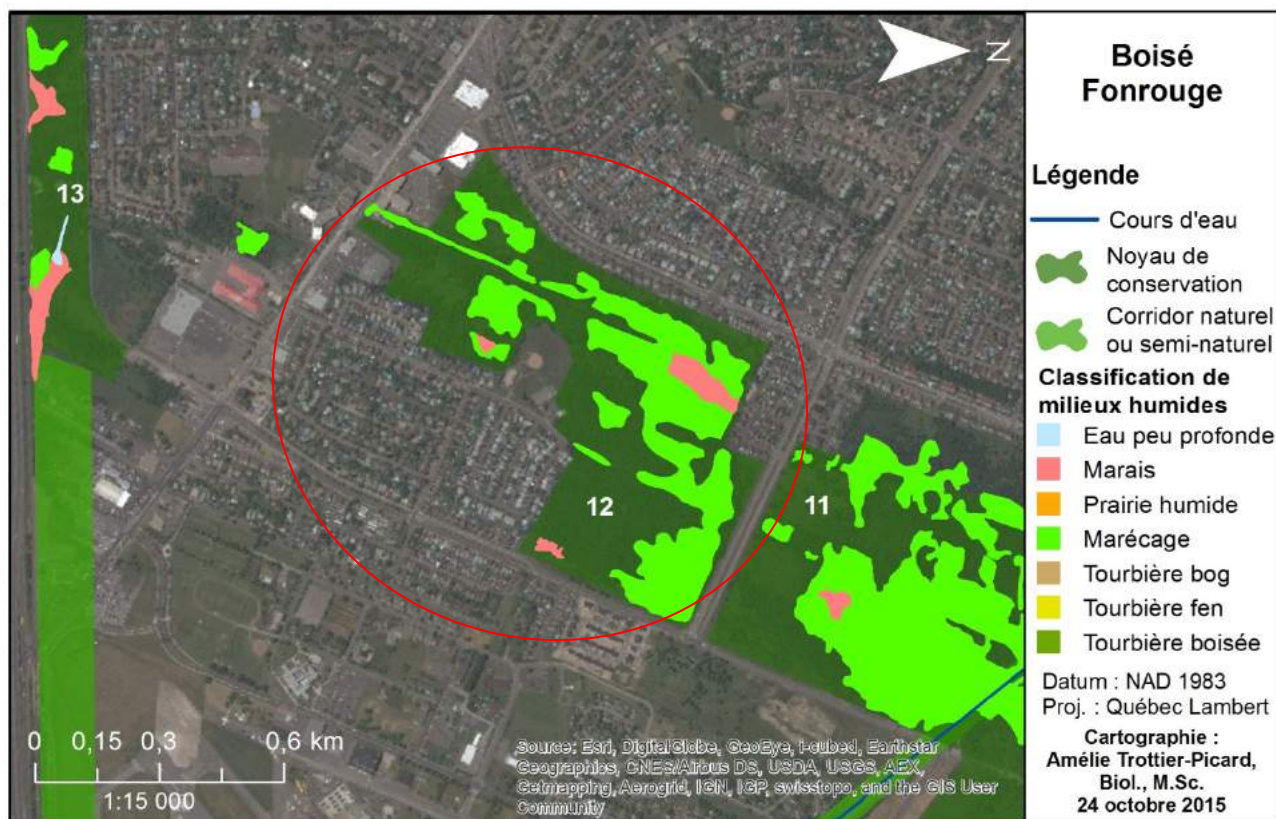 N
Boisé
Fonrouge
Légende
Cours d'eau
Noyau de
conservation
Corridor naturel
ou semi-naturel
Classification de
milieux humides
Eau peu profonde
Marais
Prairie humide
Marécage
Tourbière bog
Tourbière fen
Tourbière boisée
Datum : NAD 1983
Proj. : Québec Lambert
Cartographie :
Amélie Trottier-Picard,
Biol., M.Sc.
24 octobre 2015
13
12
11
0 0,15 0,3 0,6 km
1:15 000
Source: Esri, DigitalGlobe, GeoEye, i-cubed, Earthstar
Geographics, CNES/Airbus DS, USDA, USGS, AEX,
Getmapping, Aerogrid, IGN, IGP, swisstopo, and the GIS User
Community